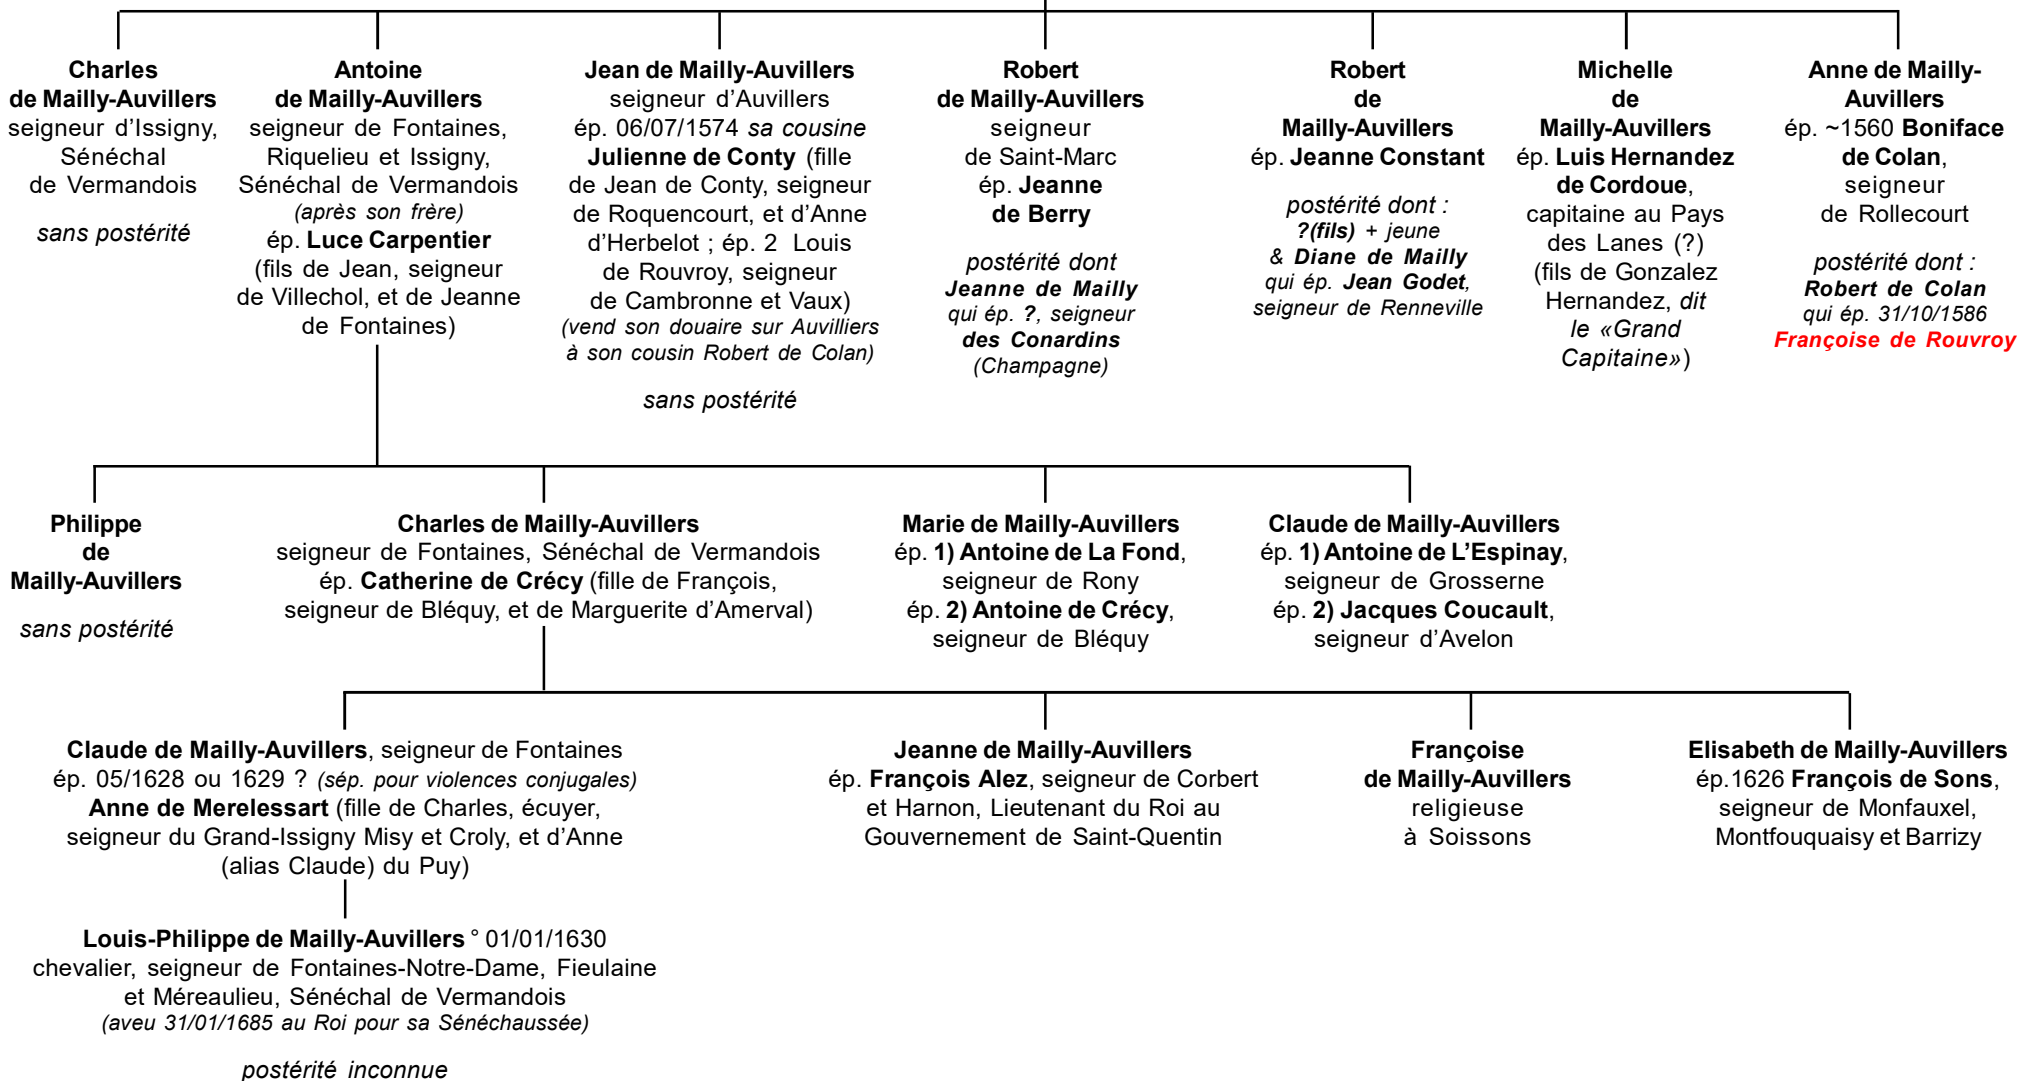 Charles
de Mailly-Auvillers
seigneur d'Issigny,
Sénéchal
de Vermandois
sans postérité
Antoine
de Mailly-Auvillers
seigneur de Fontaines,
Riquelieu et Issigny,
Sénéchal de Vermandois
(après son frère)
ép. Luce Carpentier
(fils de Jean, seigneur
de Villechol, et de Jeanne
de Fontaines)
Jean de Mailly-Auvillers
seigneur d'Auvillers
ép. 06/07/1574 sa cousine
Julienne de Conty (fille
de Jean de Conty, seigneur
de Roquencourt, et d'Anne
d'Herbelot ; ép. 2 Louis
de Rouvroy, seigneur
de Cambronne et Vaux)
(vend son douaire sur Auvilliers
à son cousin Robert de Colan)
sans postérité
Robert
de Mailly-Auvillers
seigneur
de Saint-Marc
ép. Jeanne
de Berry
postérité dont
Jeanne de Mailly
qui ép. ?, seigneur
des Conardins
(Champagne)
Robert
de
Mailly-Auvillers
ép. Jeanne Constant
postérité dont :
?(fils) + jeune
& Diane de Mailly
qui ép. Jean Godet,
seigneur de Renneville
Michelle
de
Mailly-Auvillers
ép. Luis Hernandez
de Cordoue,
capitaine au Pays
des Lanes (?)
(fils de Gonzalez
Hernandez, dit
le «Grand
Capitaine»)
Anne de Mailly-
Auvillers
ép. ~1560 Boniface
de Colan,
seigneur
de Rollecourt
postérité dont :
Robert de Colan
qui ép. 31/10/1586
Françoise de Rouvroy
Philippe
de
Mailly-Auvillers
sans postérité
Charles de Mailly-Auvillers
seigneur de Fontaines, Sénéchal de Vermandois
ép. Catherine de Crécy (fille de François,
seigneur de Bléquy, et de Marguerite d'Amerval)
Marie de Mailly-Auvillers
ép. 1) Antoine de La Fond,
seigneur de Rony
ép. 2) Antoine de Crécy,
seigneur de Bléquy
Claude de Mailly-Auvillers
ép. 1) Antoine de L'Espinay,
seigneur de Grosserne
ép. 2) Jacques Coucault,
seigneur d'Avelon
Claude de Mailly-Auvillers, seigneur de Fontaines
ép. 05/1628 ou 1629 ? (sép. pour violences conjugales)
Anne de Merelessart (fille de Charles, écuyer,
seigneur du Grand-Issigny Misy et Croly, et d'Anne
(alias Claude) du Puy)
Jeanne de Mailly-Auvillers
ép. François Alez, seigneur de Corbert
et Harnon, Lieutenant du Roi au
Gouvernement de Saint-Quentin
Françoise
de Mailly-Auvillers
religieuse
à Soissons
Elisabeth de Mailly-Auvillers
ép.1626 François de Sons,
seigneur de Monfauxel,
Montfouquaisy et Barrizy
Louis-Philippe de Mailly-Auvillers ° 01/01/1630
chevalier, seigneur de Fontaines-Notre-Dame, Fieulaine
et Méreaulieu, Sénéchal de Vermandois
(aveu 31/01/1685 au Roi pour sa Sénéchaussée)
postérité inconnue